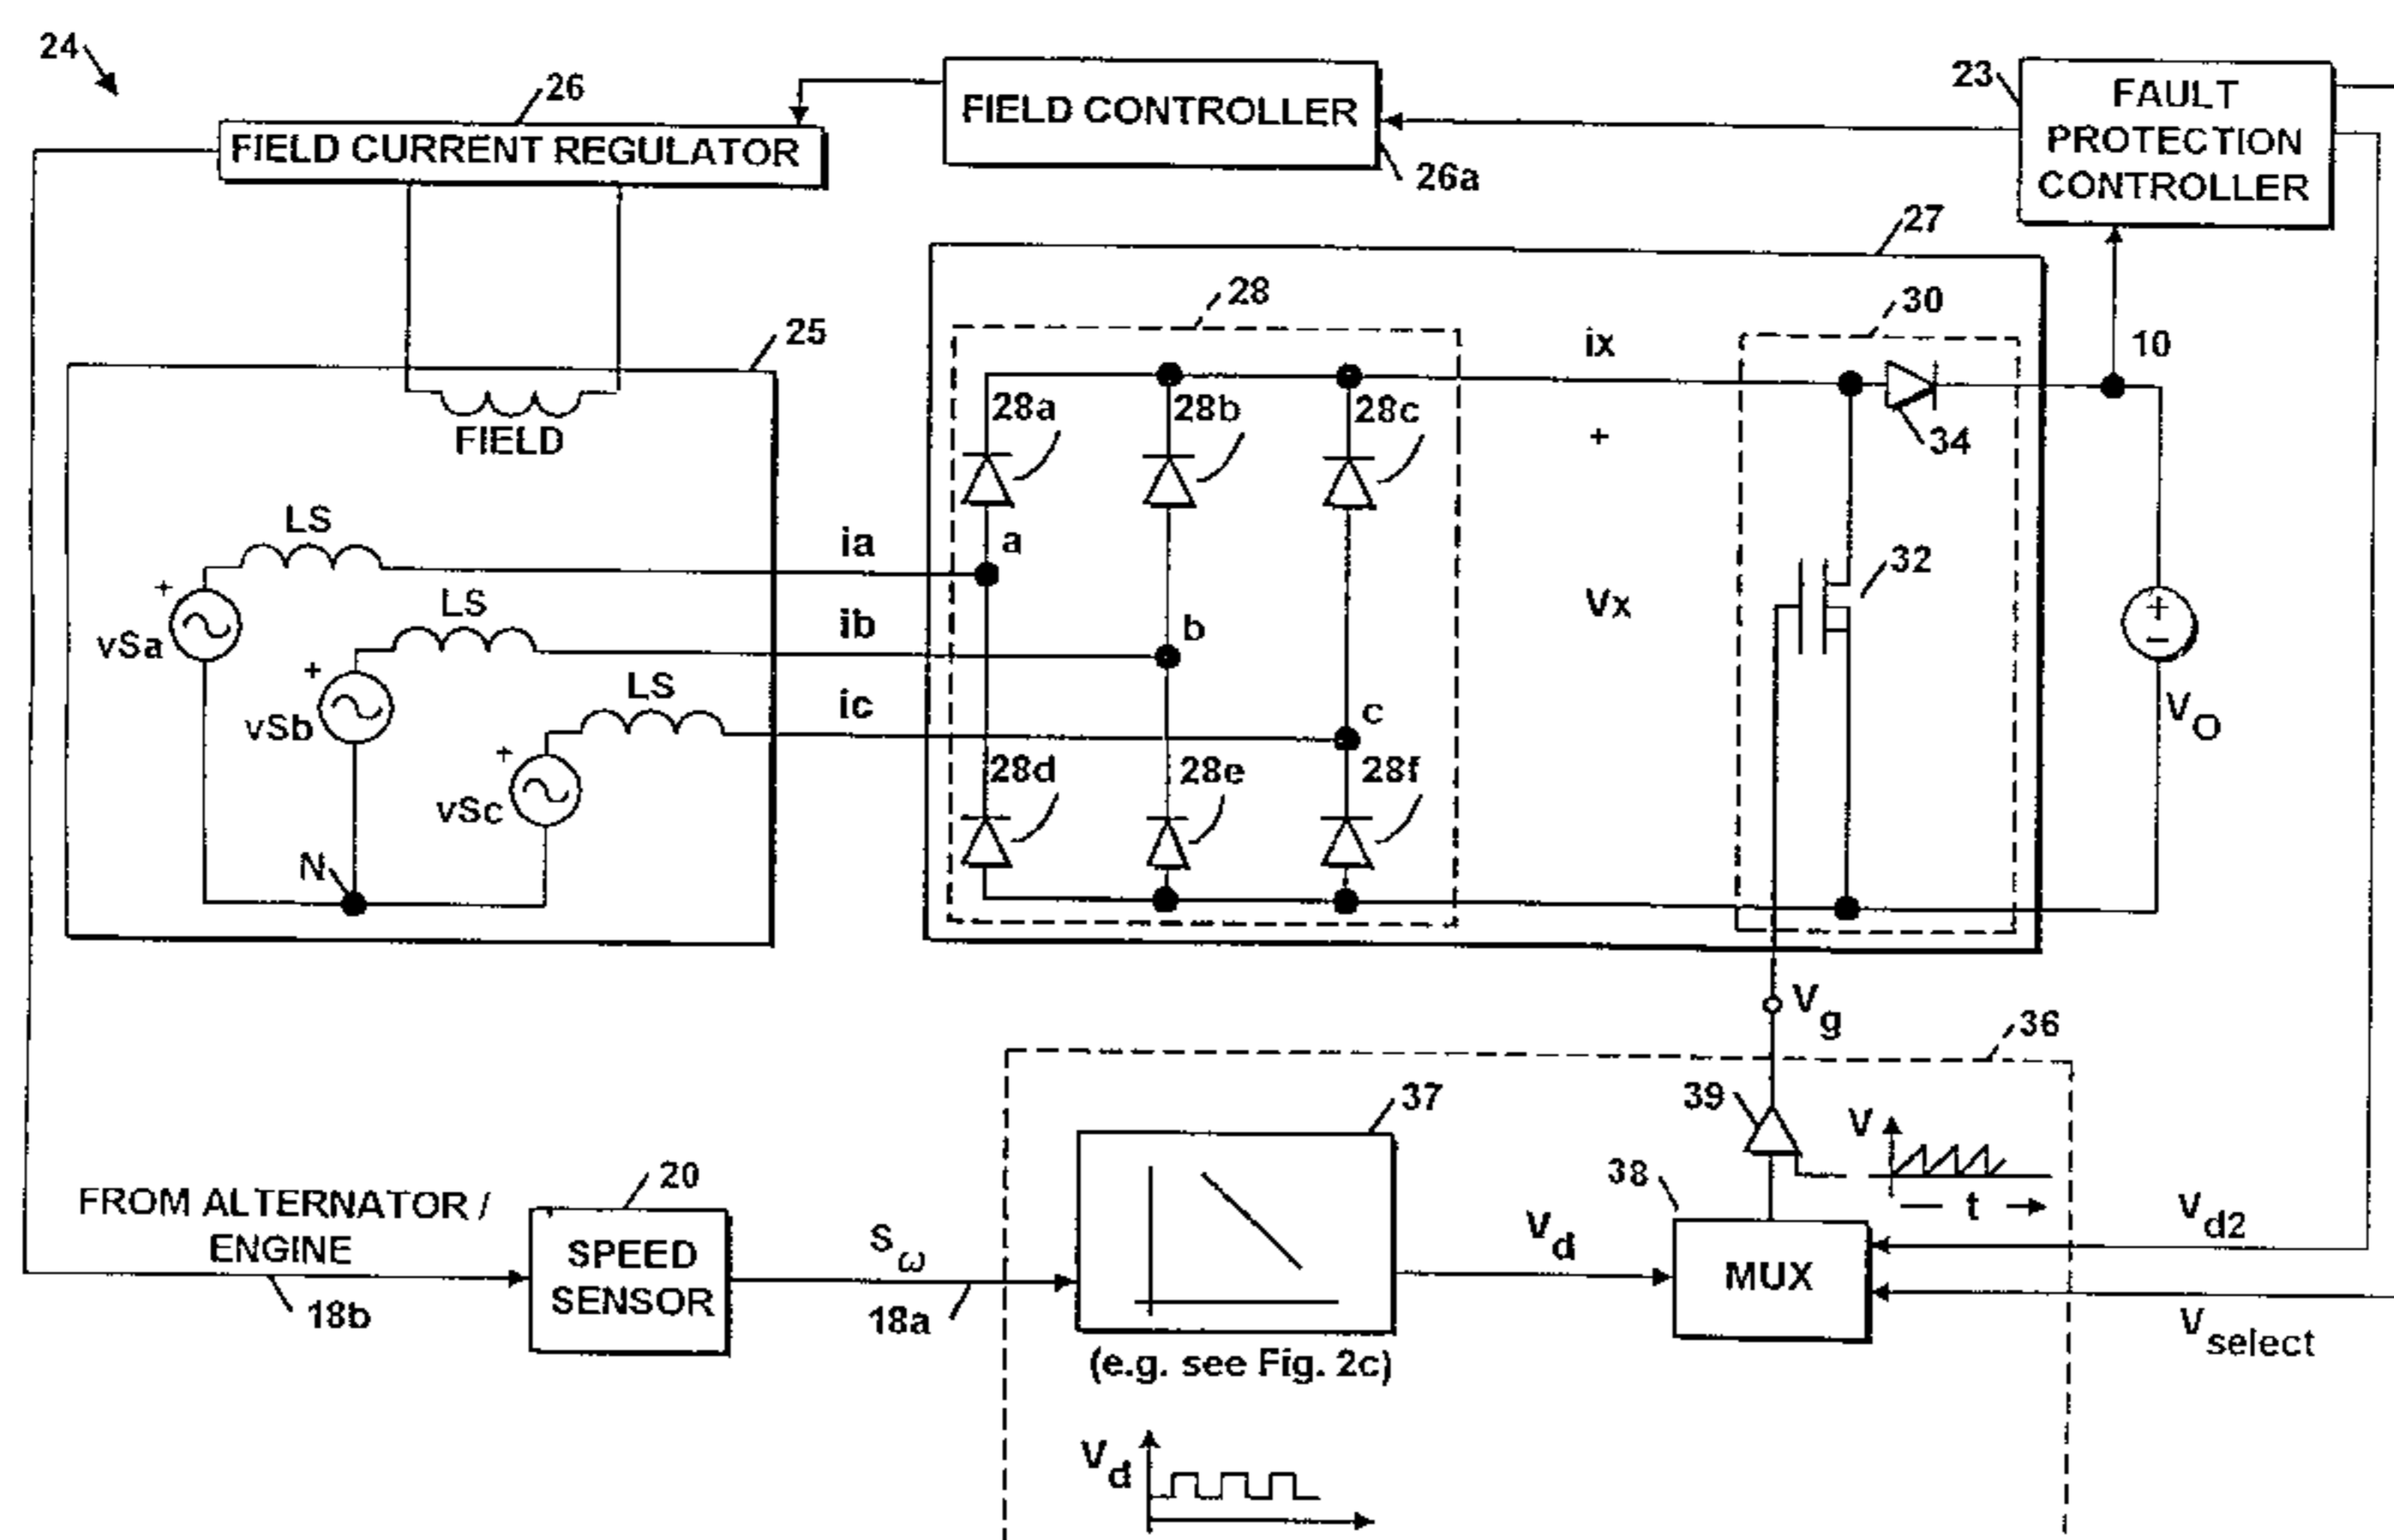 24
26
FIELD CURRENT REGULATOR
FIELD CONTROLLER
26a
23
FAULT
PROTECTION
CONTROLLER
27
25
FIELD
28
30
10
ix
28a
28b
28c
+
34
LS
ia
a
+
vSa
32
LS
ib
b
Vx
+
vSb
LS
ic
c
+
vSc
+
−
VO
28d
28e
28f
N
Vg
36
37
39
V
t
38
FROM ALTERNATOR /
ENGINE
20
SPEED
SENSOR
Sω
18b
18a
Vd
MUX
Vd2
Vselect
(e.g. see Fig. 2c)
Vd